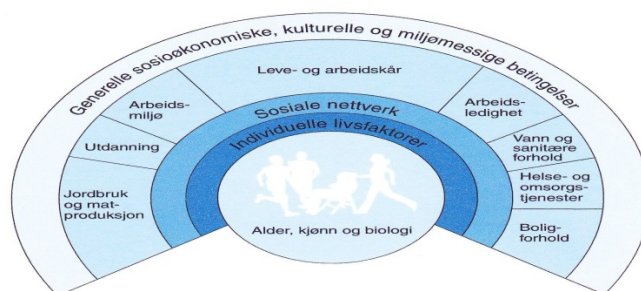 Generelle sosioøkonomiske, kulturelle og miljømessige betingelser
Leve- og arbeidskår
Arbeids-
miljø
Utdanning
Jordbruk
og mat-
produksjon
Arbeids-
ledighet
Vann og
sanitære
forhold
Helse- og
omsorgs-
tjenester
Bolig-
forhold
Sosiale nettverk
Individuelle livsfaktorer
Alder, kjønn og biologi